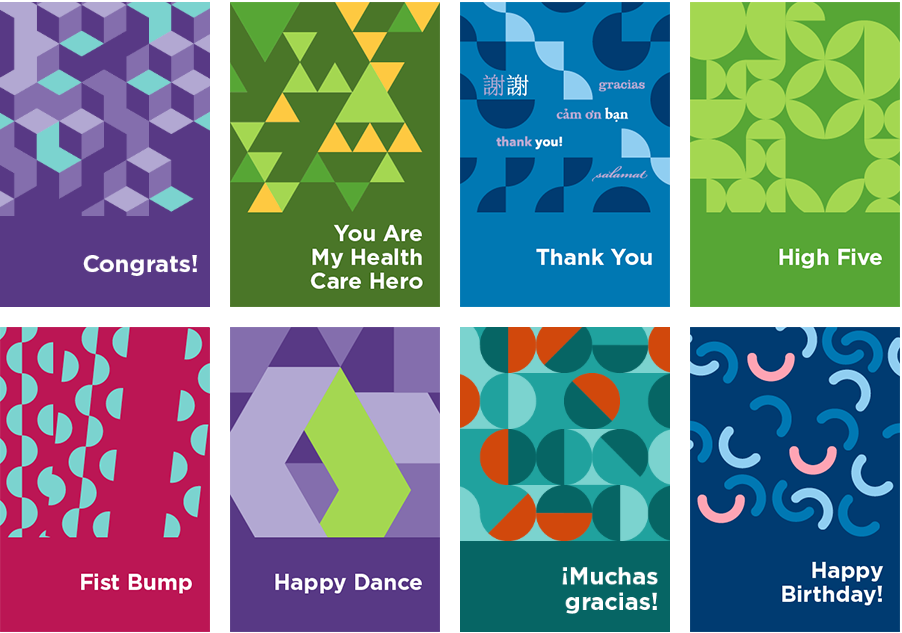 謝謝
gracias
cảm ơn bạn
thank you!
salamat
Congrats!
You Are
My Health
Care Hero
Thank You
High Five
Fist Bump
Happy Dance
¡Muchas
gracias!
Happy
Birthday!